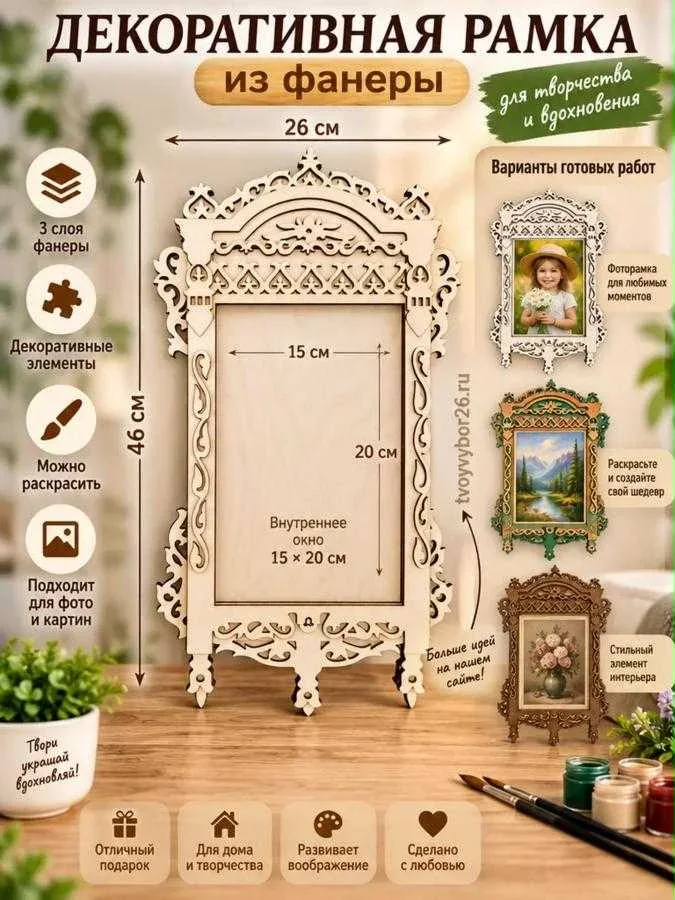 ДЕКОРАТИВНАЯ РАМКА
из фанеры
для творчества
и вдохновения
26 см
Варианты готовых работ
3 слоя
фанеры
Декоративные
элементы
Можно
раскрасить
Подходит
для фото
и картин
46 см
15 см
20 см
Внутреннее
окно
15 × 20 см
tvoyvybor26.ru
Фоторамка
для любимых
моментов
Раскрасьте
и создайте
свой шедевр
Стильный
элемент
интерьера
Больше идей
на нашем
сайте!
Твори
украшай
вдохновляй!
Отличный
подарок
Для дома
и творчества
Развивает
воображение
Сделано
с любовью